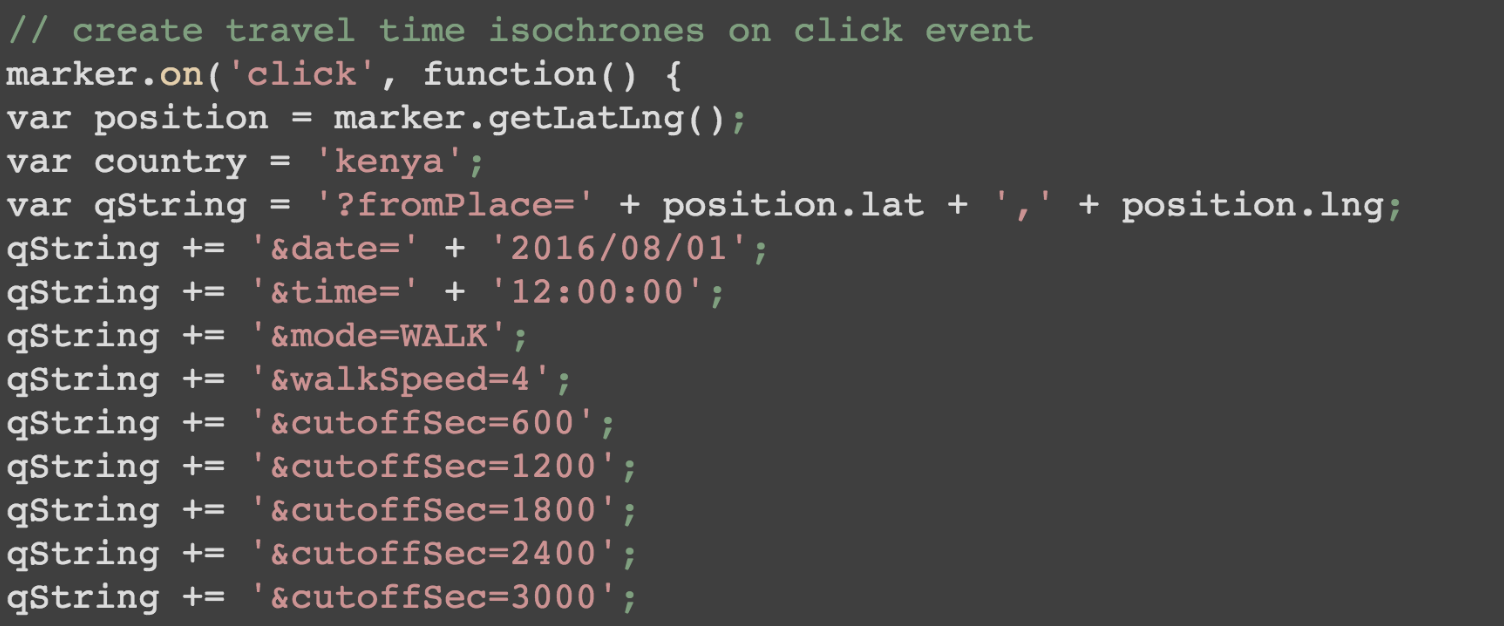 // create travel time isochrones on click event
marker.on('click', function() {
var position = marker.getLatLng();
var country = 'kenya';
var qString = '?fromPlace=' + position.lat + ',' + position.lng;
qString += '&date=' + '2016/08/01';
qString += '&time=' + '12:00:00';
qString += '&mode=WALK';
qString += '&walkSpeed=4';
qString += '&cutoffSec=600';
qString += '&cutoffSec=1200';
qString += '&cutoffSec=1800';
qString += '&cutoffSec=2400';
qString += '&cutoffSec=3000';